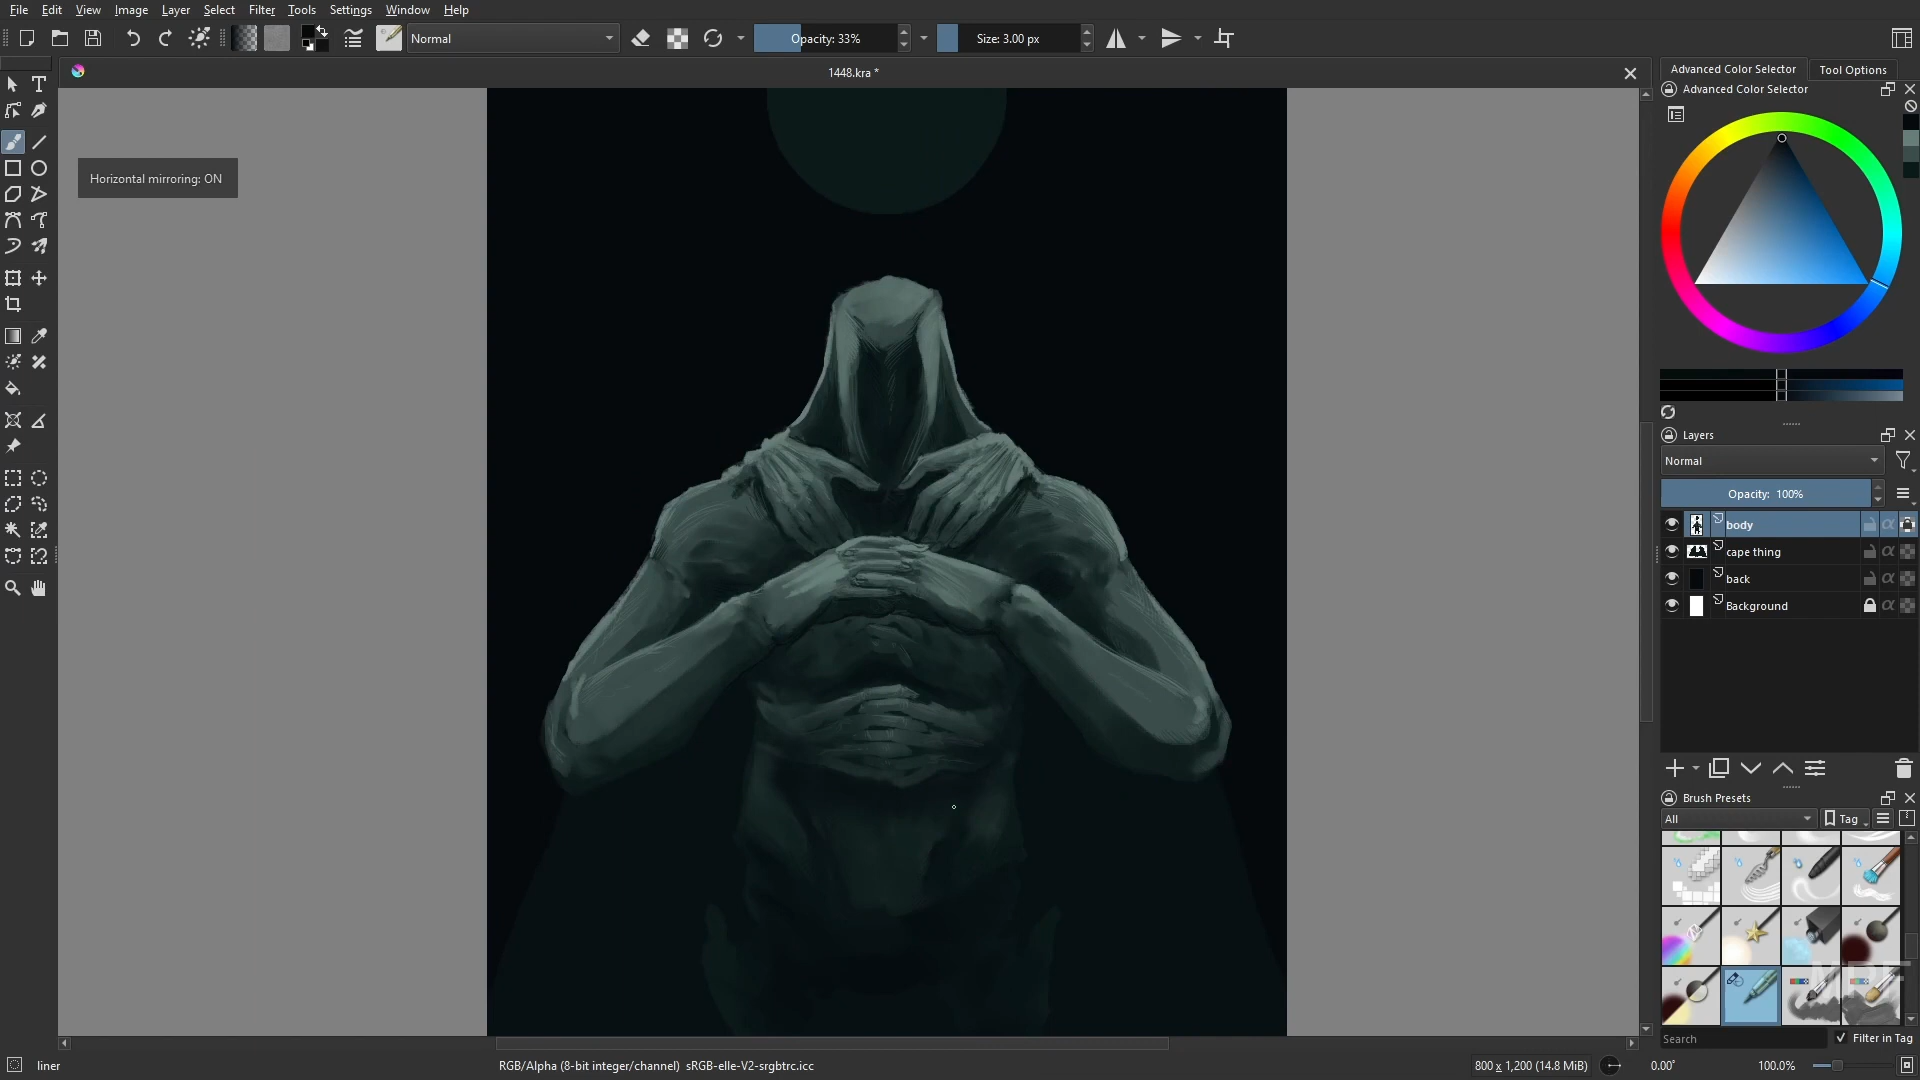 File Edit View Image Layer Select Filter Tools Settings Window Help
Normal
Opacity: 33%
Size: 3.00 px
1448.kra *
Horizontal mirroring: ON
Advanced Color Selector
Tool Options
Advanced Color Selector
Layers
Normal
Opacity: 100%
body
cape thing
back
Background
Brush Presets
All
Tag
Search
Filter in Tag
liner
RGB/Alpha (8-bit integer/channel) sRGB-elle-V2-srgbtrc.icc
800 x 1,200 (14.8 MiB)
0.00°
100.0%